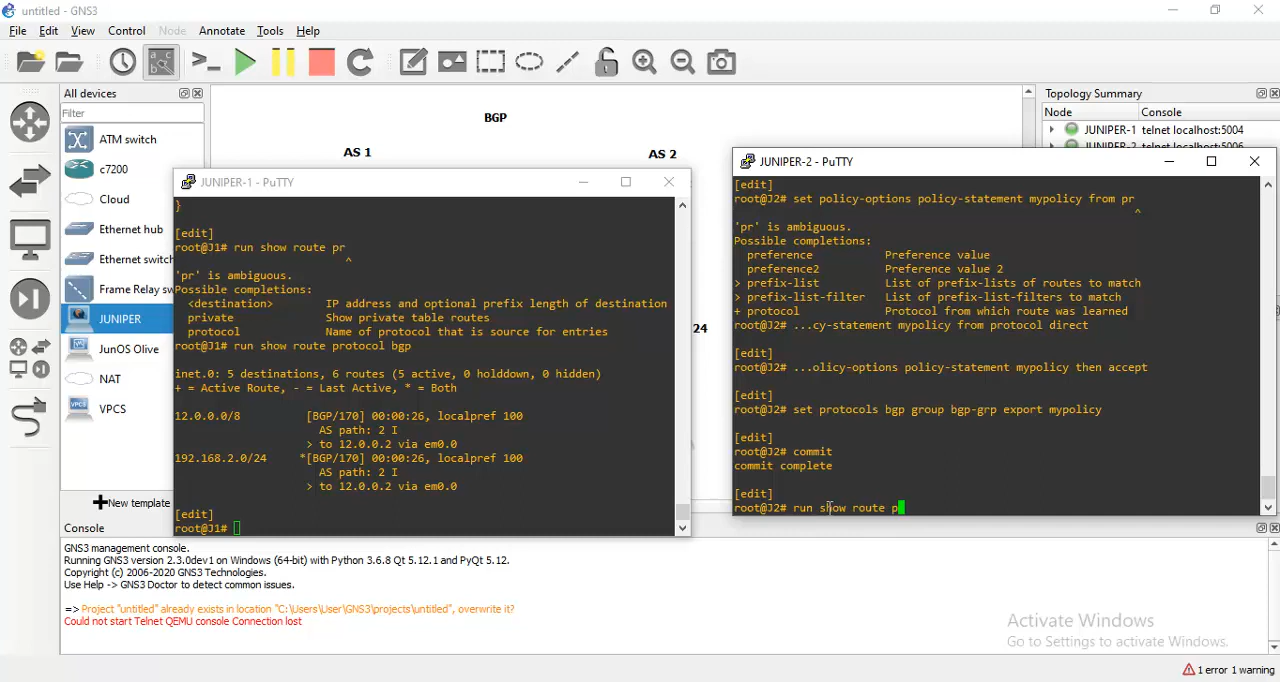 untitled - GNS3
File Edit View Control Node Annotate Tools Help
All devices
Filter
ATM switch
c7200
Cloud
Ethernet hub
Ethernet switch
Frame Relay sw
JUNIPER
JunOS Olive
NAT
VPCS
New template
BGP
AS 1
AS 2
24
Topology Summary
Node Console
JUNIPER-1 telnet localhost:5004
JUNIPER-2 telnet localhost:5006
JUNIPER-1 - PuTTY
}
[edit]
root@J1# run show route pr
^
'pr' is ambiguous.
Possible completions:
<destination> IP address and optional prefix length of destination
private Show private table routes
protocol Name of protocol that is source for entries
root@J1# run show route protocol bgp
inet.0: 5 destinations, 6 routes (5 active, 0 holddown, 0 hidden)
+ = Active Route, - = Last Active, * = Both
12.0.0.0/8 [BGP/170] 00:00:26, localpref 100
AS path: 2 I
> to 12.0.0.2 via em0.0
192.168.2.0/24 *[BGP/170] 00:00:26, localpref 100
AS path: 2 I
> to 12.0.0.2 via em0.0
[edit]
root@J1#
JUNIPER-2 - PuTTY
[edit]
root@J2# set policy-options policy-statement mypolicy from pr
^
'pr' is ambiguous.
Possible completions:
preference Preference value
preference2 Preference value 2
> prefix-list List of prefix-lists of routes to match
> prefix-list-filter List of prefix-list-filters to match
+ protocol Protocol from which route was learned
root@J2# ...cy-statement mypolicy from protocol direct
[edit]
root@J2# ...olicy-options policy-statement mypolicy then accept
[edit]
root@J2# set protocols bgp group bgp-grp export mypolicy
[edit]
root@J2# commit
commit complete
[edit]
root@J2# run show route p
Console
GNS3 management console.
Running GNS3 version 2.3.0dev1 on Windows (64-bit) with Python 3.6.8 Qt 5.12.1 and PyQt 5.12.
Copyright (c) 2006-2020 GNS3 Technologies.
Use Help -> GNS3 Doctor to detect common issues.
=> Project "untitled" already exists in location "C:\Users\User\GNS3\projects\untitled", overwrite it?
Could not start Telnet QEMU console Connection lost
Activate Windows
Go to Settings to activate Windows.
1 error 1 warning